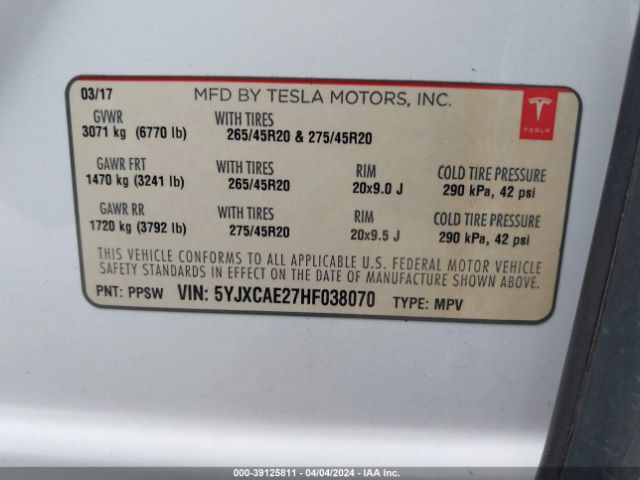 03/17 MFD BY TESLA MOTORS, INC.
TESLA
GVWR WITH TIRES
3071 kg (6770 lb) 265/45R20 & 275/45R20
GAWR FRT WITH TIRES RIM COLD TIRE PRESSURE
1470 kg (3241 lb) 265/45R20 20x9.0 J 290 kPa, 42 psi
GAWR RR WITH TIRES RIM COLD TIRE PRESSURE
1720 kg (3792 lb) 275/45R20 20x9.5 J 290 kPa, 42 psi
THIS VEHICLE CONFORMS TO ALL APPLICABLE U.S. FEDERAL MOTOR VEHICLE
SAFETY STANDARDS IN EFFECT ON THE DATE OF MANUFACTURE SHOWN ABOVE.
PNT: PPSW VIN: 5YJXCAE27HF038070 TYPE: MPV
000-39125811 - 04/04/2024 - IAA Inc.